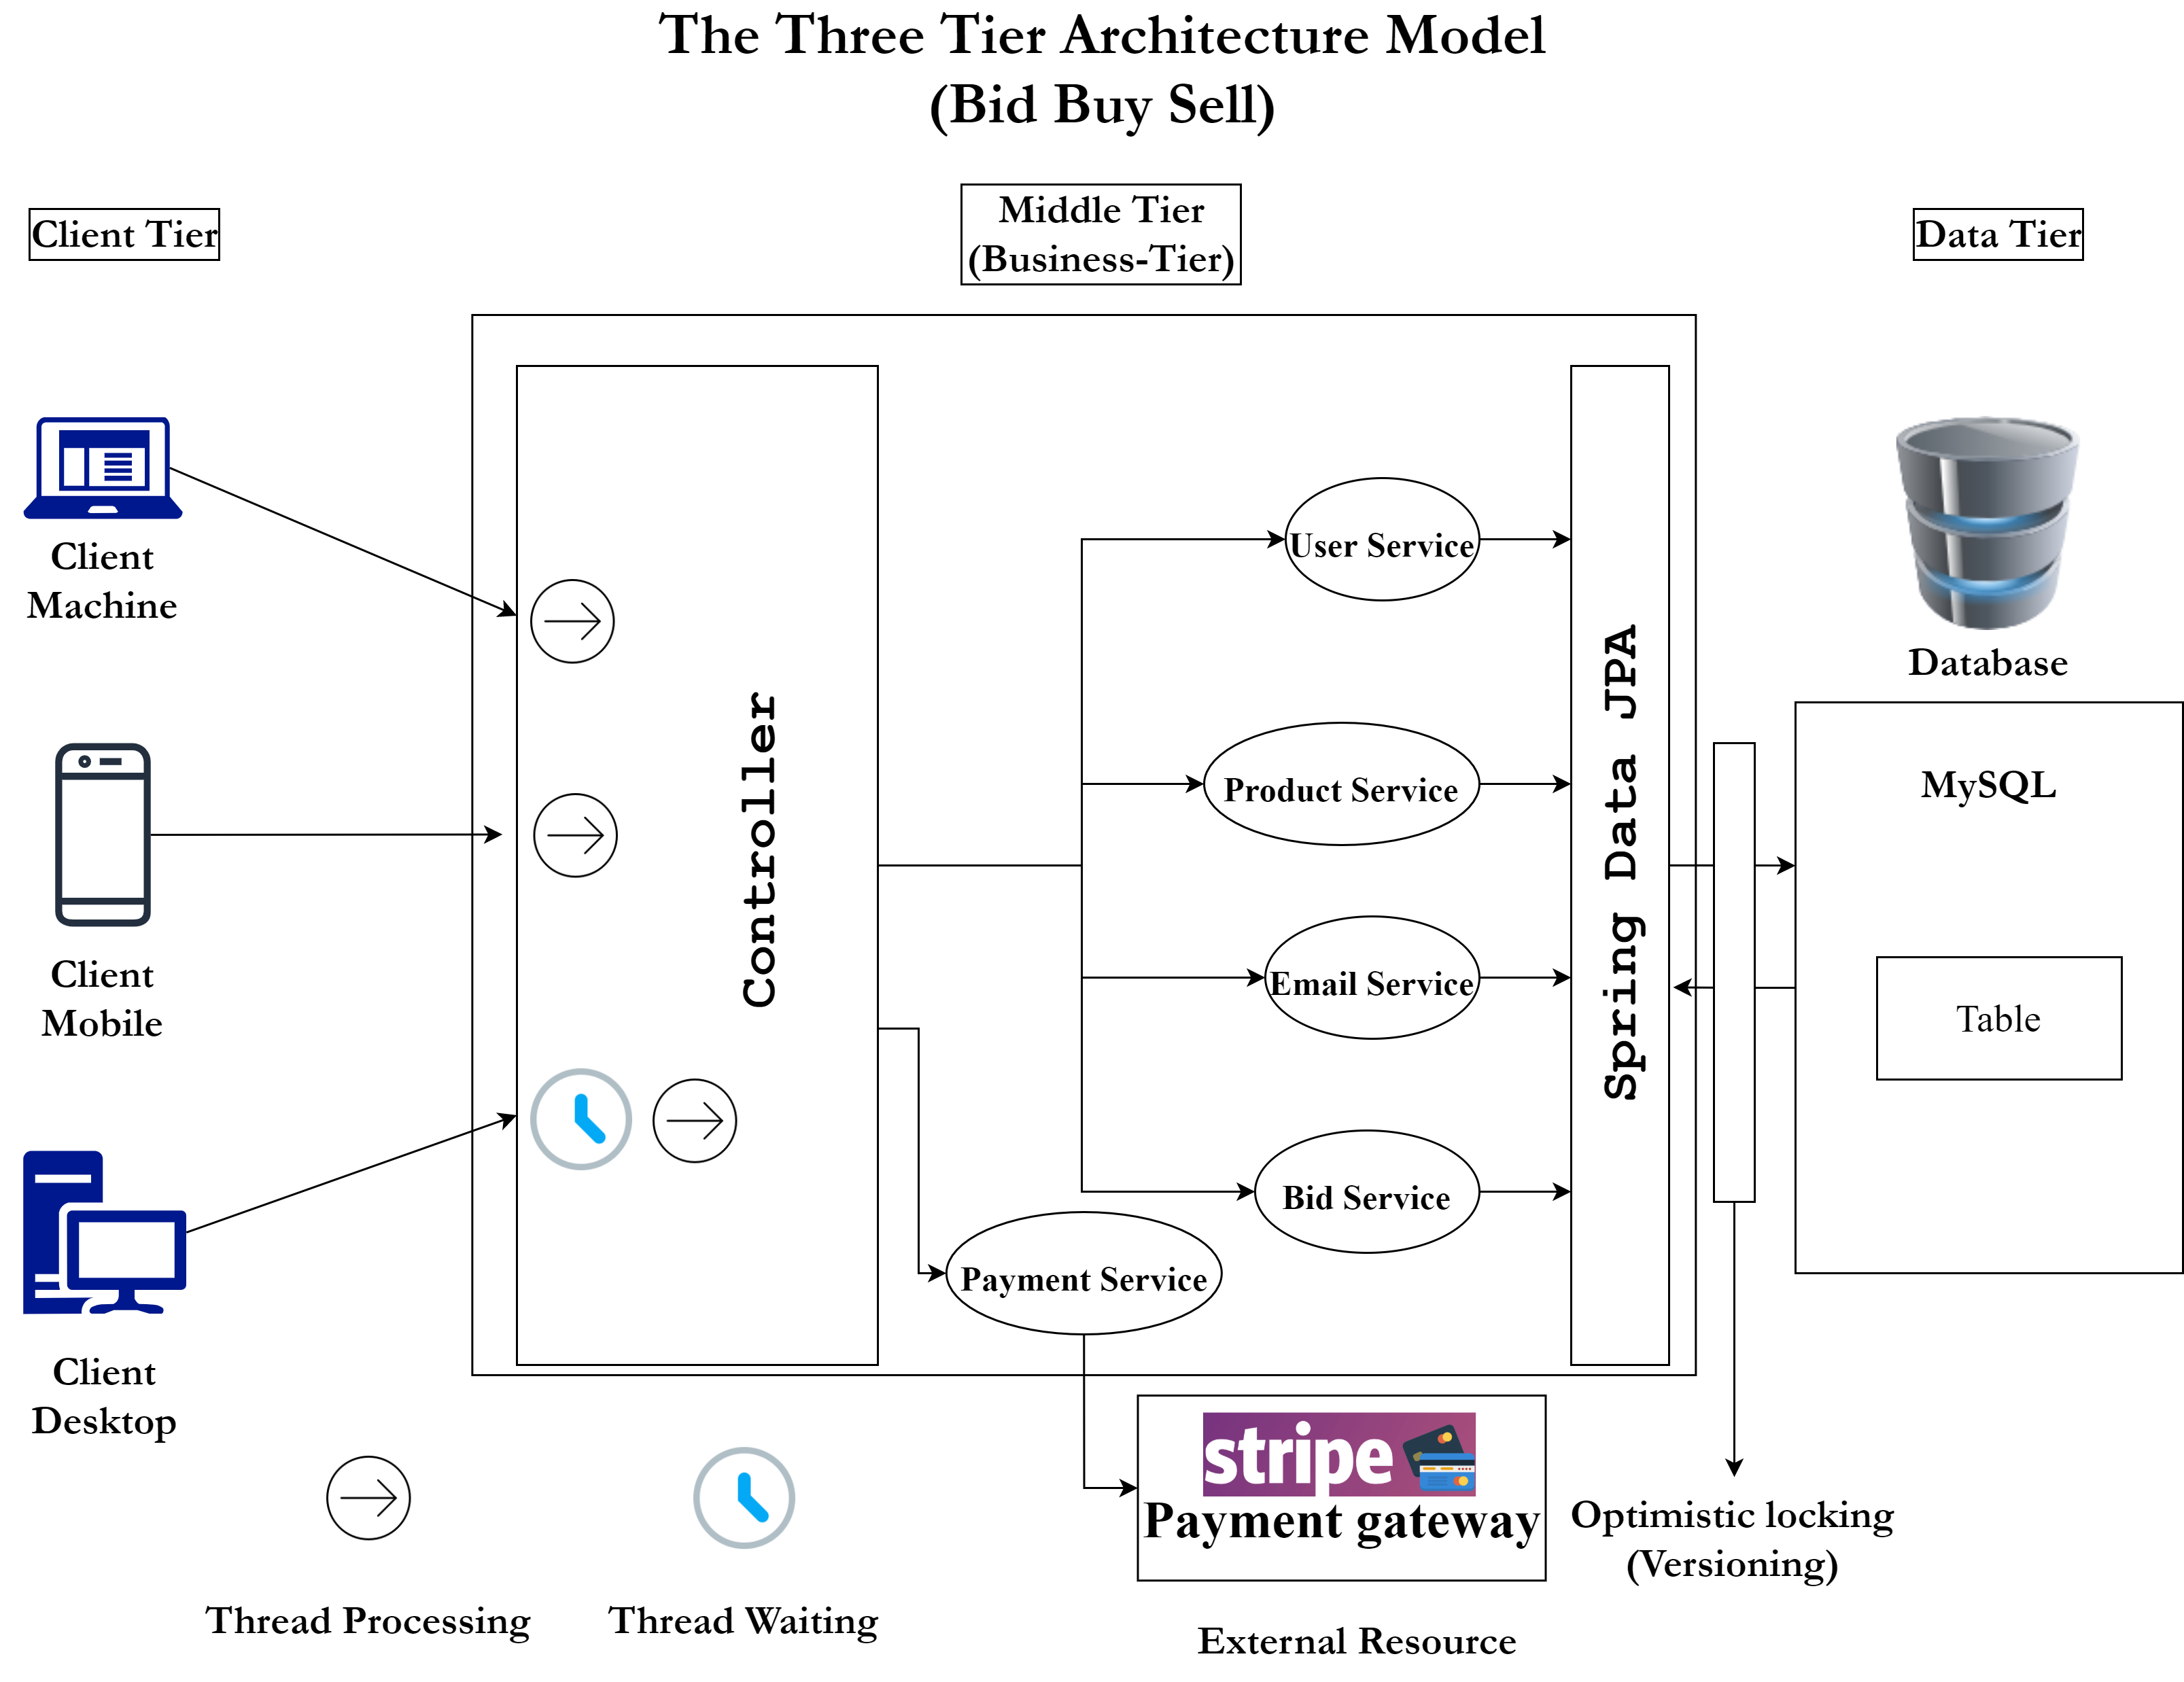 The Three Tier Architecture Model
(Bid Buy Sell)
Client Tier
Middle Tier
(Business-Tier)
Data Tier
Client
Machine
Client
Mobile
Client
Desktop
Controller
User Service
Product Service
Email Service
Bid Service
Payment Service
Spring Data JPA
Database
MySQL
Table
stripe
Payment gateway
External Resource
Optimistic locking
(Versioning)
Thread Processing
Thread Waiting